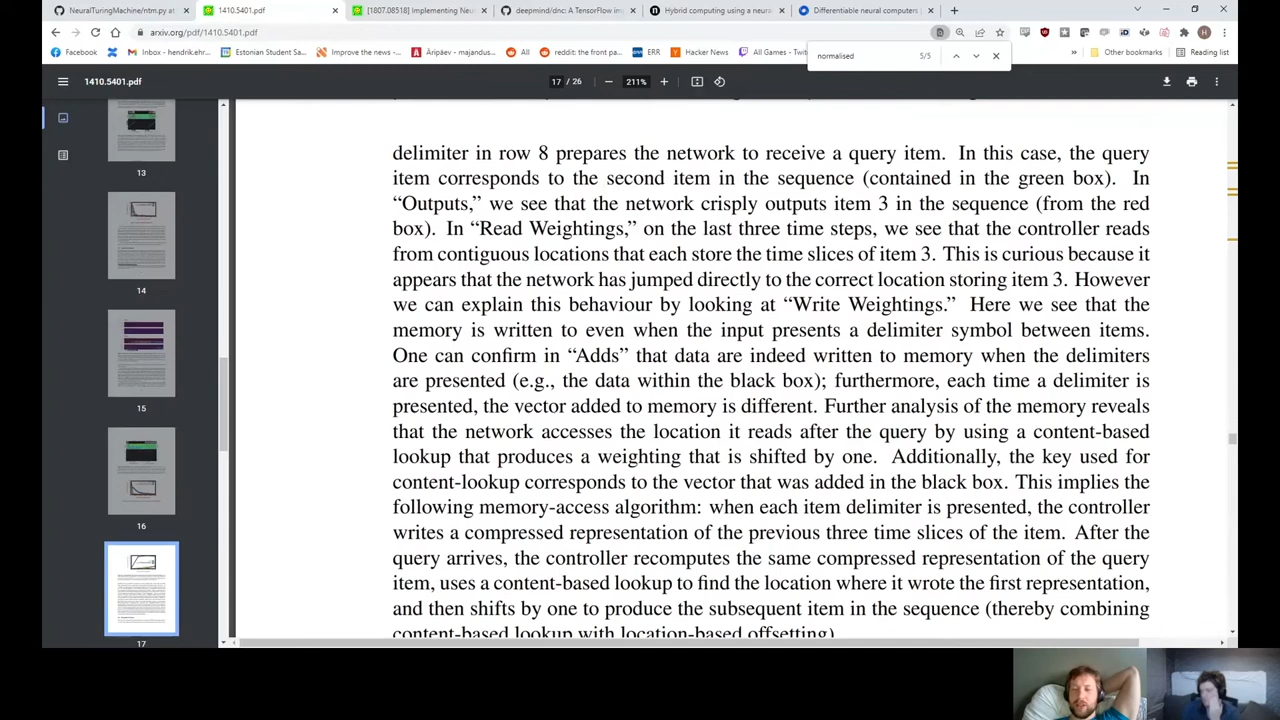 NeuralTuringMachine/ntm.py at
1410.5401.pdf
[1807.08518] Implementing Neu
deepmind/dnc: A TensorFlow im
Hybrid computing using a neura
Differentiable neural computers
arxiv.org/pdf/1410.5401.pdf
Facebook
Inbox - hendrik.ehr...
Estonian Student Sa...
Improve the news -...
Äripäev - majandus...
All
reddit: the front pa...
ERR
Hacker News
All Games - Twitc
Other bookmarks
Reading list
normalised
5/5
1410.5401.pdf
17 / 26
211%
13
14
15
16
17
delimiter in row 8 prepares the network to receive a query item. In this case, the query
item corresponds to the second item in the sequence (contained in the green box). In
“Outputs,” we see that the network crisply outputs item 3 in the sequence (from the red
box). In “Read Weightings,” on the last three time steps, we see that the controller reads
from contiguous locations that each store the time slices of item 3. This is curious because it
appears that the network has jumped directly to the correct location storing item 3. However
we can explain this behaviour by looking at “Write Weightings.” Here we see that the
memory is written to even when the input presents a delimiter symbol between items.
One can confirm in “Adds” that data are indeed written to memory when the delimiters
are presented (e.g., the data within the black box); furthermore, each time a delimiter is
presented, the vector added to memory is different. Further analysis of the memory reveals
that the network accesses the location it reads after the query by using a content-based
lookup that produces a weighting that is shifted by one. Additionally, the key used for
content-lookup corresponds to the vector that was added in the black box. This implies the
following memory-access algorithm: when each item delimiter is presented, the controller
writes a compressed representation of the previous three time slices of the item. After the
query arrives, the controller recomputes the same compressed representation of the query
item, uses a content-based lookup to find the location where it wrote the first representation,
and then shifts by one to produce the subsequent item in the sequence (thereby combining
content-based lookup with location-based offsetting).